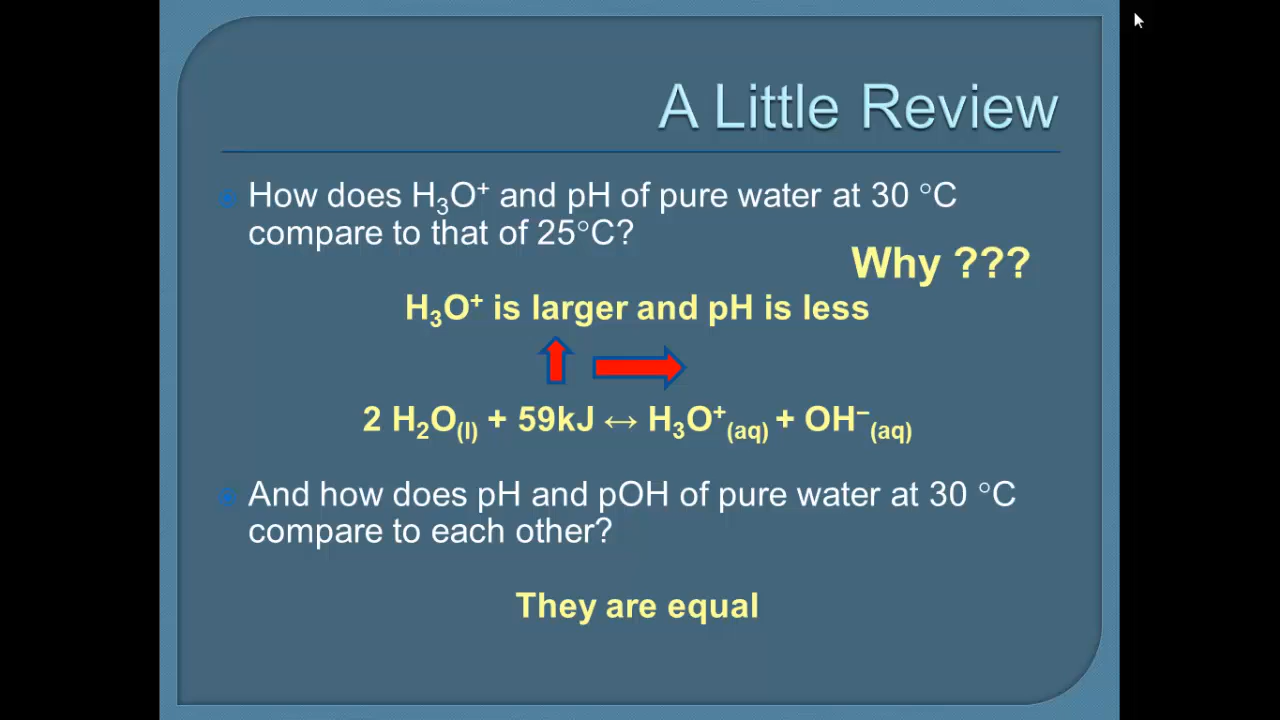 A Little Review
How does H₃O⁺ and pH of pure water at 30 °C
compare to that of 25°C?
Why ???
H₃O⁺ is larger and pH is less
2 H₂O₍l₎ + 59kJ ↔ H₃O⁺(aq) + OH⁻(aq)
And how does pH and pOH of pure water at 30 °C
compare to each other?
They are equal